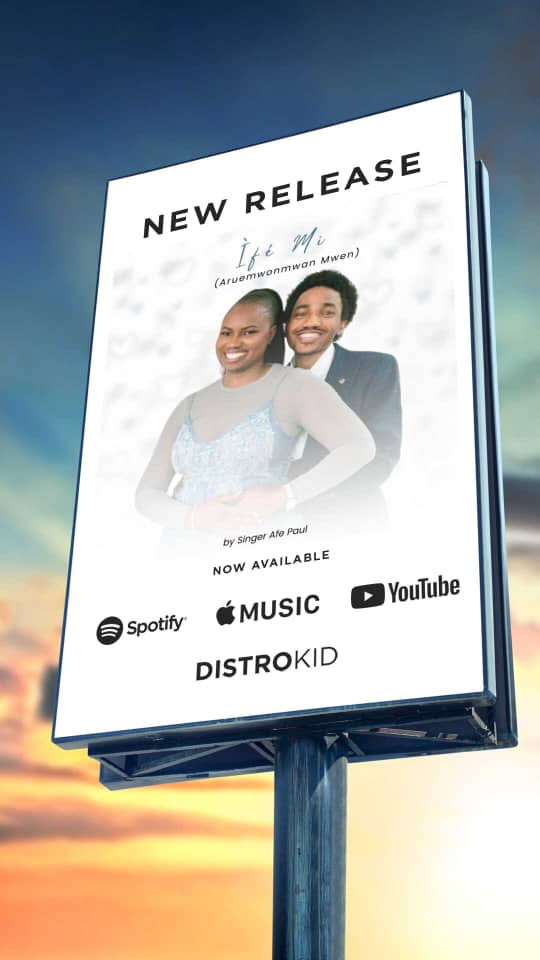 NEW RELEASE
Ìfé Mi
(Aruemwonmwan Mwen)
by Singer Afe Paul
NOW AVAILABLE
Spotify®
MUSIC
YouTube
DISTROKID